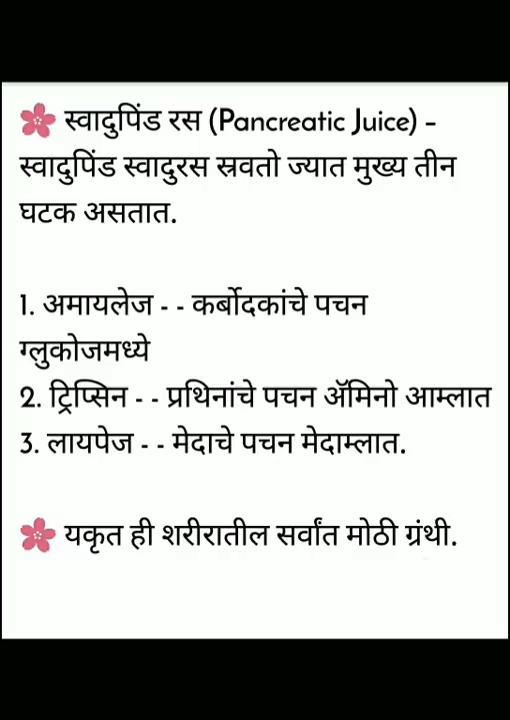 🌸 स्वादुपिंड रस (Pancreatic Juice) -
स्वादुपिंड स्वादुरस स्रवतो ज्यात मुख्य तीन
घटक असतात.
1. अमायलेज - - कर्बोदकांचे पचन
ग्लुकोजमध्ये
2. ट्रिप्सिन - - प्रथिनांचे पचन ॲमिनो आम्लात
3. लायपेज - - मेदाचे पचन मेदाम्लात.
🌸 यकृत ही शरीरातील सर्वांत मोठी ग्रंथी.